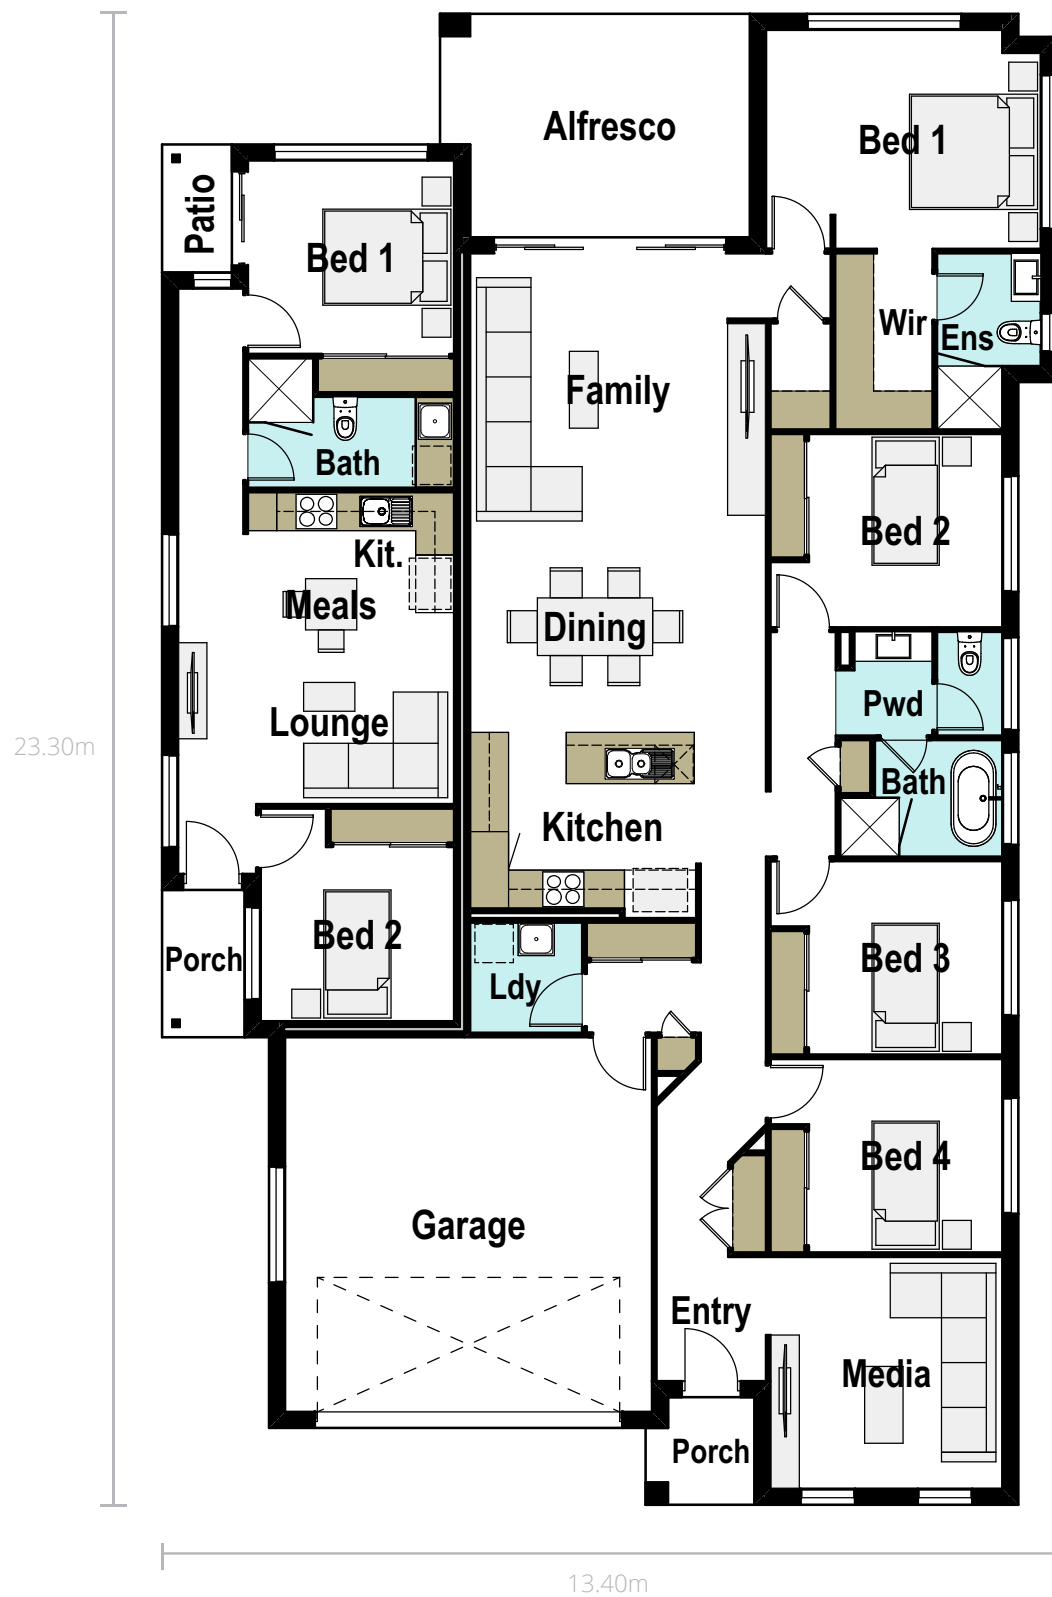 Alfresco
Bed 1
Patio
Bed 1
Wir
Ens
Family
Bath
Bed 2
Kit.
Meals
Dining
Lounge
Pwd
Bath
23.30m
Kitchen
Bed 2
Porch
Bed 3
Ldy
Bed 4
Garage
Entry
Media
Porch
13.40m